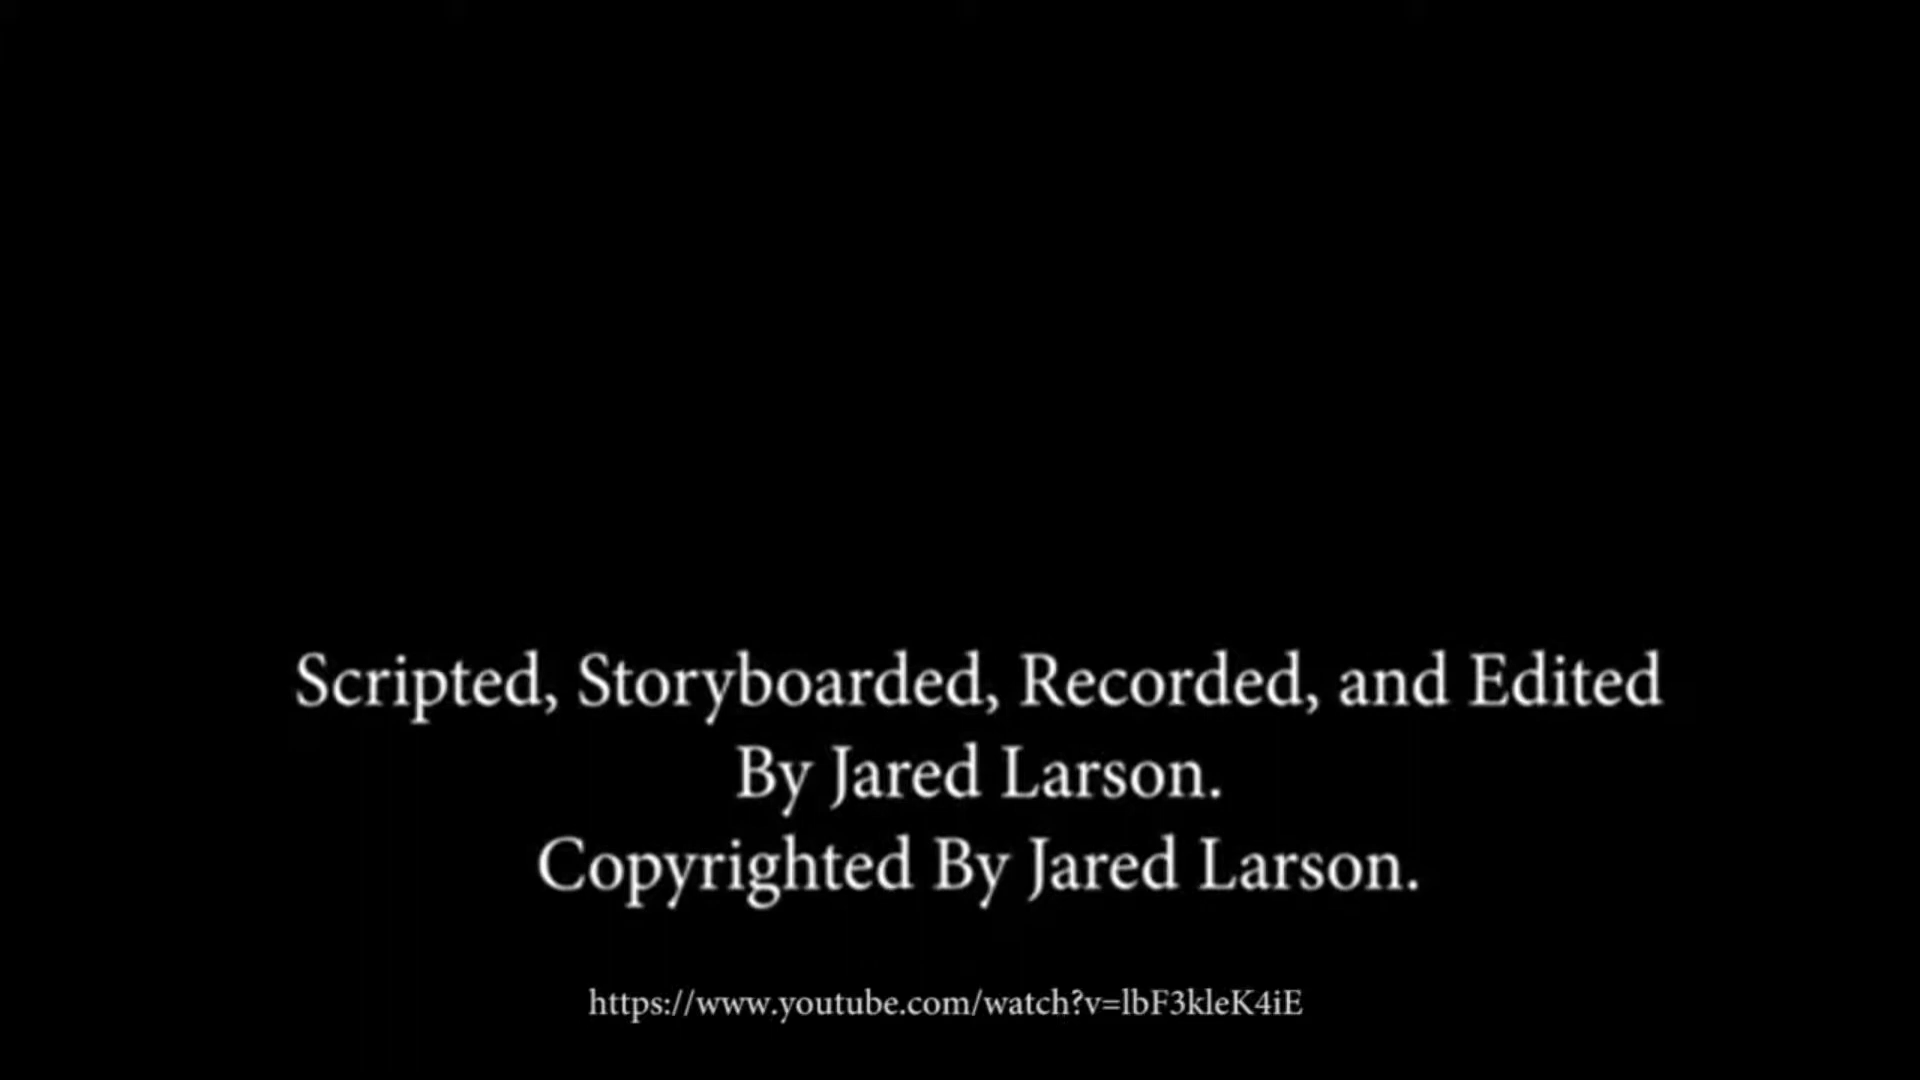 Scripted, Storyboarded, Recorded, and Edited
By Jared Larson.
Copyrighted By Jared Larson.
https://www.youtube.com/watch?v=lbF3kleK4iE